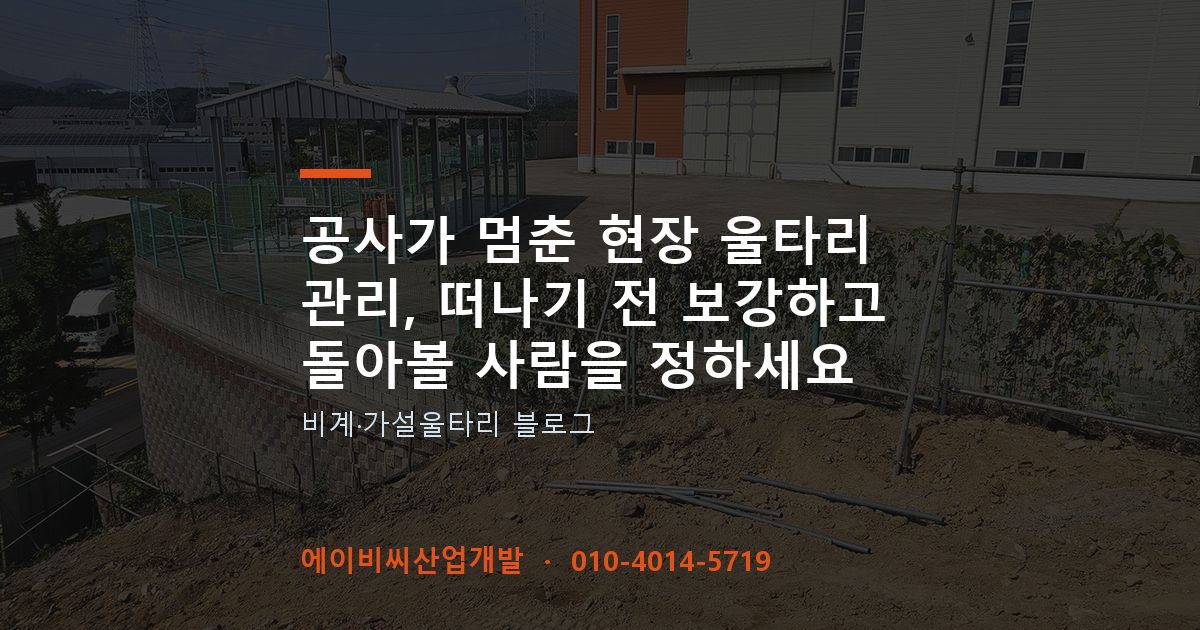 공사가 멈춘 현장 울타리
관리, 떠나기 전 보강하고
돌아볼 사람을 정하세요
비계·가설울타리 블로그
에이비씨산업개발 · 010-4014-5719